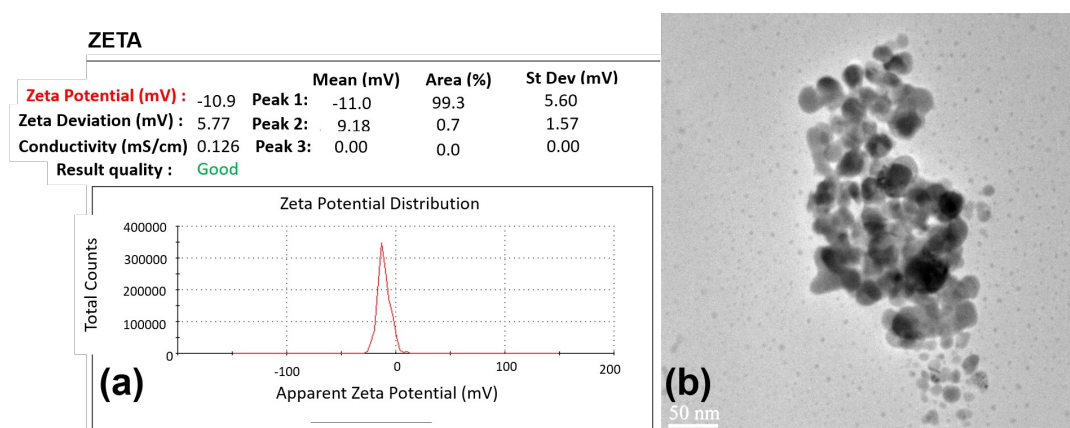 ZETA
Mean (mV) Area (%) St Dev (mV)
Zeta Potential (mV) : -10.9 Peak 1: -11.0 99.3 5.60
Zeta Deviation (mV) : 5.77 Peak 2: 9.18 0.7 1.57
Conductivity (mS/cm) 0.126 Peak 3: 0.00 0.0 0.00
Result quality : Good
Zeta Potential Distribution
Total Counts
400000
300000
200000
100000
0
-100 0 100 200
Apparent Zeta Potential (mV)
(a)
(b)
50 nm